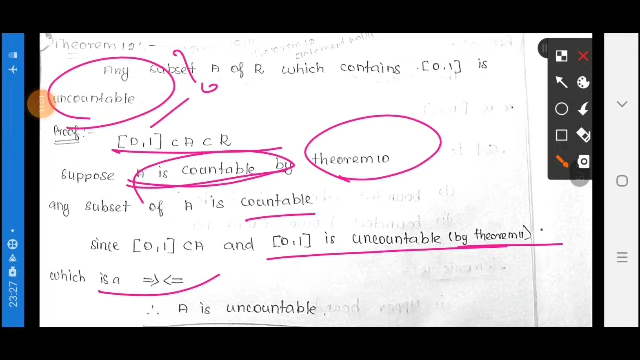 Theorem 12:-
Any subset A of R which contains [0,1] is
uncountable
Proof:-
[0,1] ⊂ A ⊂ R
Suppose A is countable by theorem 10
any subset of A is countable
since [0,1] ⊂ A and [0,1] is uncountable (by theorem 11).
which is a ⇒⇐
∴ A is uncountable.
23:27